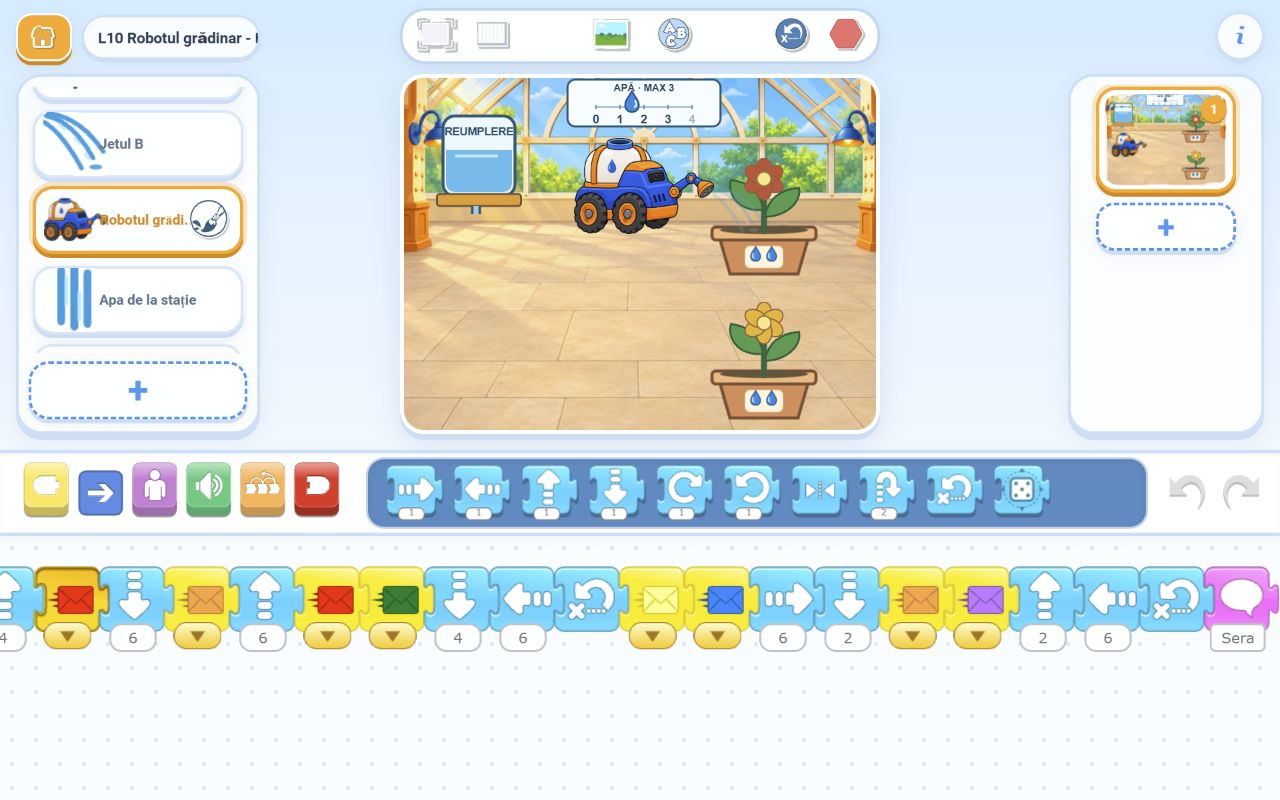 L10 Robotul grădinar -
A B C
i
Jetul B
Robotul grădi.
Apa de la stație
APĂ · MAX 3
0 1 2 3 4
REUMPLERE
1
1 1 1 1 1 1 2
4 6 6 4 6 6 2 2 6 Sera